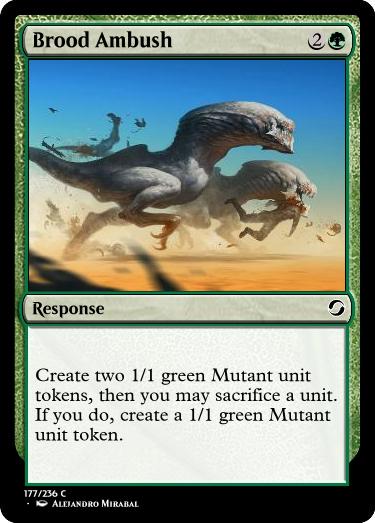 Brood Ambush 2
Response
Create two 1/1 green Mutant unit
tokens, then you may sacrifice a unit.
If you do, create a 1/1 green Mutant
unit token.
177/236 C
· Alejandro Mirabal